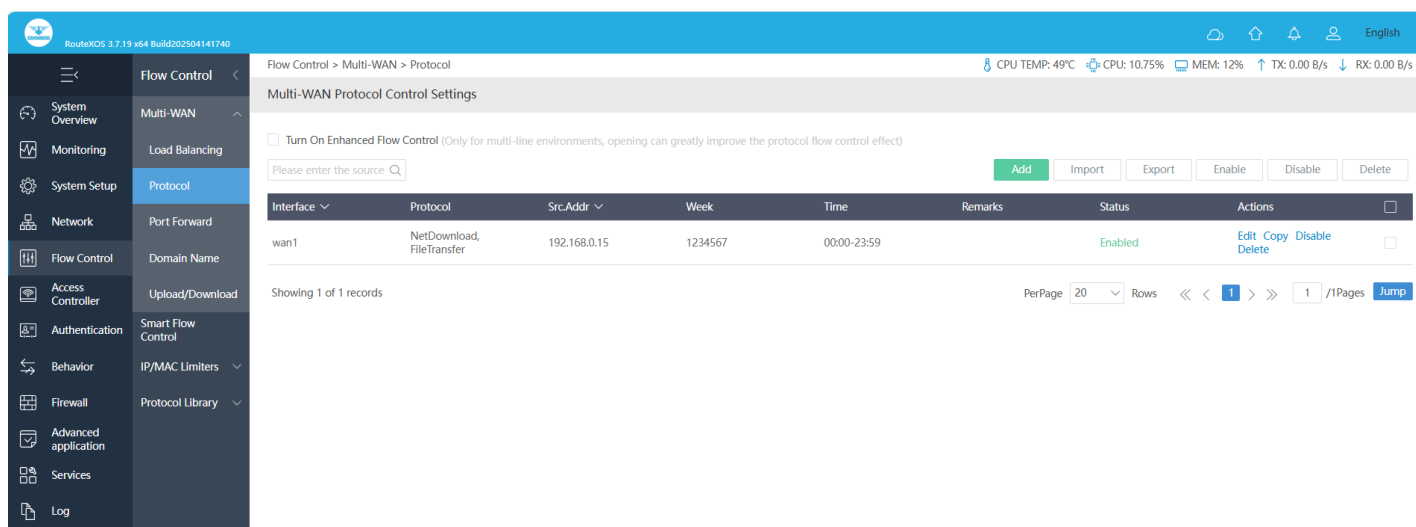 RouteXOS 3.7.19 x64 Build202504141740
English
Flow Control
Flow Control > Multi-WAN > Protocol
CPU TEMP: 49℃ CPU: 10.75% MEM: 12% TX: 0.00 B/s RX: 0.00 B/s
Multi-WAN Protocol Control Settings
System
Overview
Monitoring
System Setup
Network
Flow Control
Access
Controller
Authentication
Behavior
Firewall
Advanced
application
Services
Log
Multi-WAN
Load Balancing
Protocol
Port Forward
Domain Name
Upload/Download
Smart Flow
Control
IP/MAC Limiters
Protocol Library
Turn On Enhanced Flow Control (Only for multi-line environments, opening can greatly improve the protocol flow control effect)
Please enter the source
Add Import Export Enable Disable Delete
Interface Protocol Src.Addr Week Time Remarks Status Actions
wan1 NetDownload, 192.168.0.15 1234567 00:00-23:59 Enabled Edit Copy Disable
FileTransfer Delete
Showing 1 of 1 records
PerPage 20 Rows 1 1 /1Pages Jump